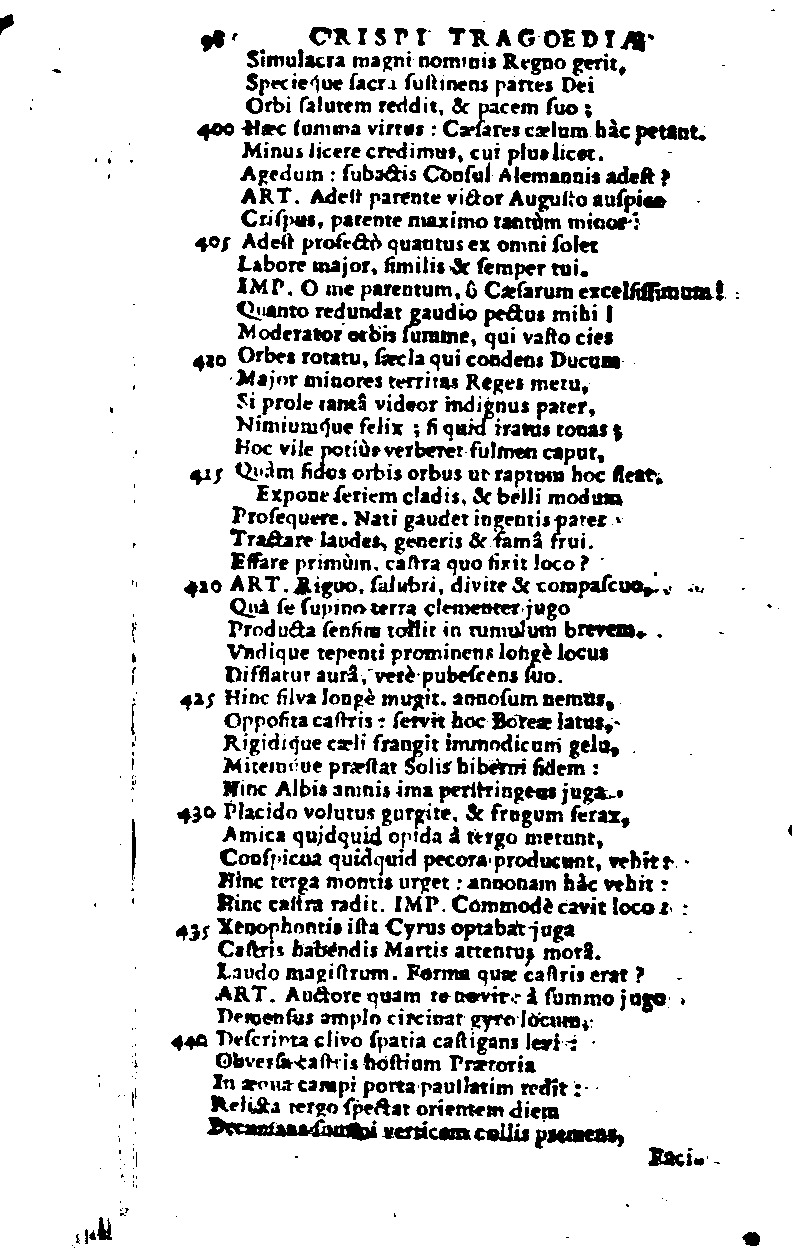 98 CRISPI TRAGOEDIÆ
Simulacra magni nominis Regno gerit,
Specieque sacra ſuſtinens partes Dei
Orbi ſalutem reddit, & pacem ſuo ;
400 Hæc ſumma virtus : Cæſares cælum hâc petant.
Minus licere credimus, cui plus licet.
Agedum : ſubactis Conſul Alemannis adeſt ?
ART. Adeſt parente victor Auguſto auſpice
Criſpus, parente maximo tantùm minor :
405 Adeſt profectò quantus ex omni ſolet
Labore major, ſimilis & ſemper tui.
IMP. O me parentum, ô Cæſarum excelſiſſimum !
Quanto redundat gaudio pectus mihi !
Moderator orbis ſumme, qui vaſto cies
410 Orbes rotatu, ſæcla qui condens Ducum
Major minores territas Reges metu,
Si prole tantâ videor indignus pater,
Nimiumque felix ; ſi quid iratus tonas ;
Hoc vile potiùs verberet fulmen caput,
415 Quàm fidus orbis orbus ut raptum hoc fleat.
Expone ſeriem cladis, & belli modum
Proſequere. Nati gaudet ingentis pater
Tractare laudes, generis & famâ frui.
Effare primùm, caſtra quo fixit loco ?
420 ART. Riguo, ſalubri, divite & compaſcuo,
Quà ſe ſupino terra clementer jugo
Producta ſenſim tollit in tumulum brevem.
Vndique tepenti prominens longè locus
Difflatur aurâ, verè pubeſcens ſuo.
425 Hinc ſilva longè mugit, annoſum nemus,
Oppoſita caſtris : ſervit hoc Boreæ latus,
Rigidique cæli frangit immodicum gelu,
Mitemque præſtat Solis hiberni fidem :
Hinc Albis amnis ima perſtringens juga
430 Placido volutus gurgite, & frugum ferax,
Amica quidquid opida à tergo metunt,
Conſpicua quidquid pecora producunt, vehit :
Hinc terga montis urget : annonam hâc vehit :
Hinc caſtra radit. IMP. Commodè cavit loco :
435 Xenophontis iſta Cyrus optabat juga
Caſtris habendis Martis attentus morâ.
Laudo magiſtrum. Forma quæ caſtris erat ?
ART. Auctore quam te novit : à ſummo jugo
Demenſus amplo circinat gyro locum,
440 Deſcripta clivo ſpatia caſtigans levi :
Obverſa caſtris hoſtium Prætoria
In æqua campi porta paullatim redit :
Relicta tergo ſpectat orientem diem
Decumana ſummi verticem collis premens,
Faci-